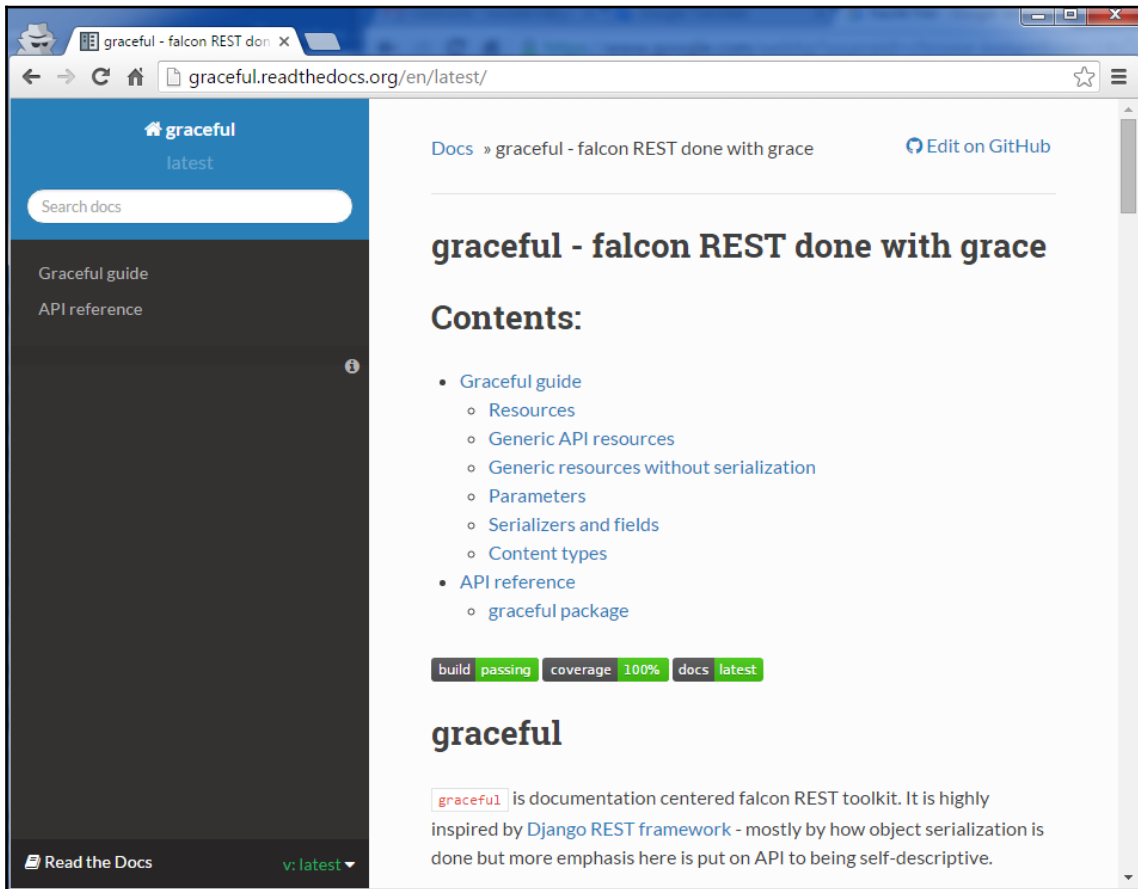 graceful - falcon REST don
graceful.readthedocs.org/en/latest/
graceful
latest
Search docs
Graceful guide
API reference
Read the Docs
v: latest
Docs » graceful - falcon REST done with grace
Edit on GitHub
graceful - falcon REST done with grace
Contents:
Graceful guide
Resources
Generic API resources
Generic resources without serialization
Parameters
Serializers and fields
Content types
API reference
graceful package
build passing coverage 100% docs latest
graceful
graceful is documentation centered falcon REST toolkit. It is highly
inspired by Django REST framework - mostly by how object serialization is
done but more emphasis here is put on API to being self-descriptive.